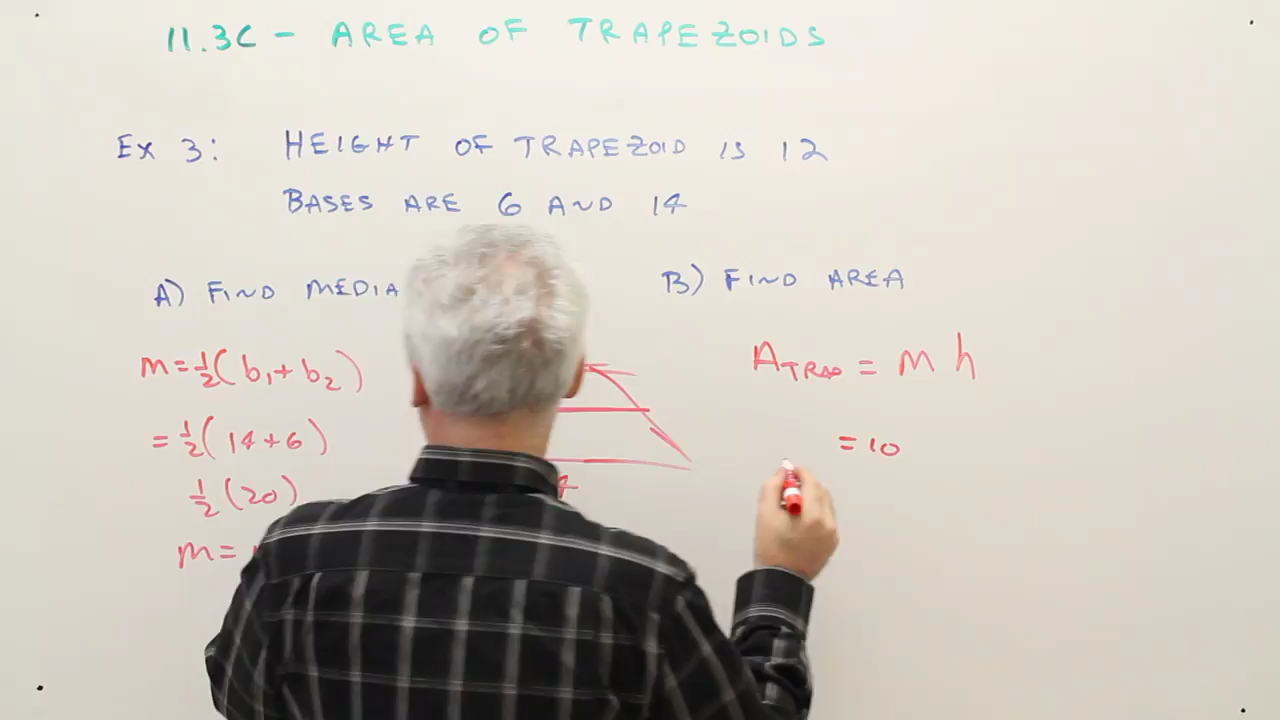 11.3C - AREA OF TRAPEZOIDS
Ex 3: HEIGHT OF TRAPEZOID IS 12
BASES ARE 6 AND 14
A) FIND MEDIA
m = ½(b₁ + b₂)
= ½(14+6)
½(20)
m =
B) FIND AREA
A_TRAP = m h
= 10